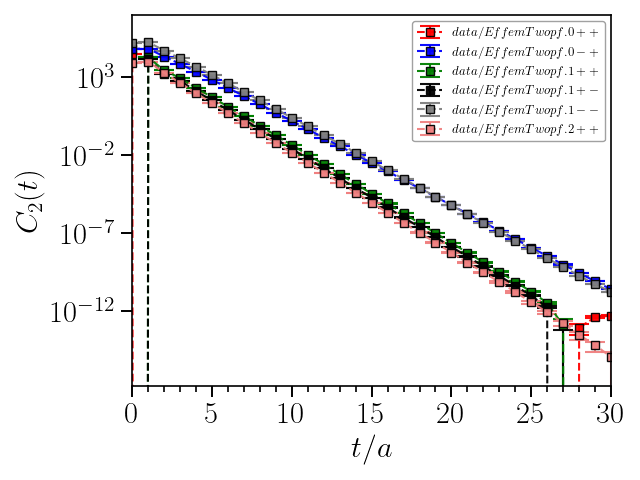 data/EffemTwopf.0++
data/EffemTwopf.0-+
data/EffemTwopf.1++
data/EffemTwopf.1+-
data/EffemTwopf.1--
data/EffemTwopf.2++
10^3
10^-2
10^-7
10^-12
C_2(t)
0 5 10 15 20 25 30
t/a